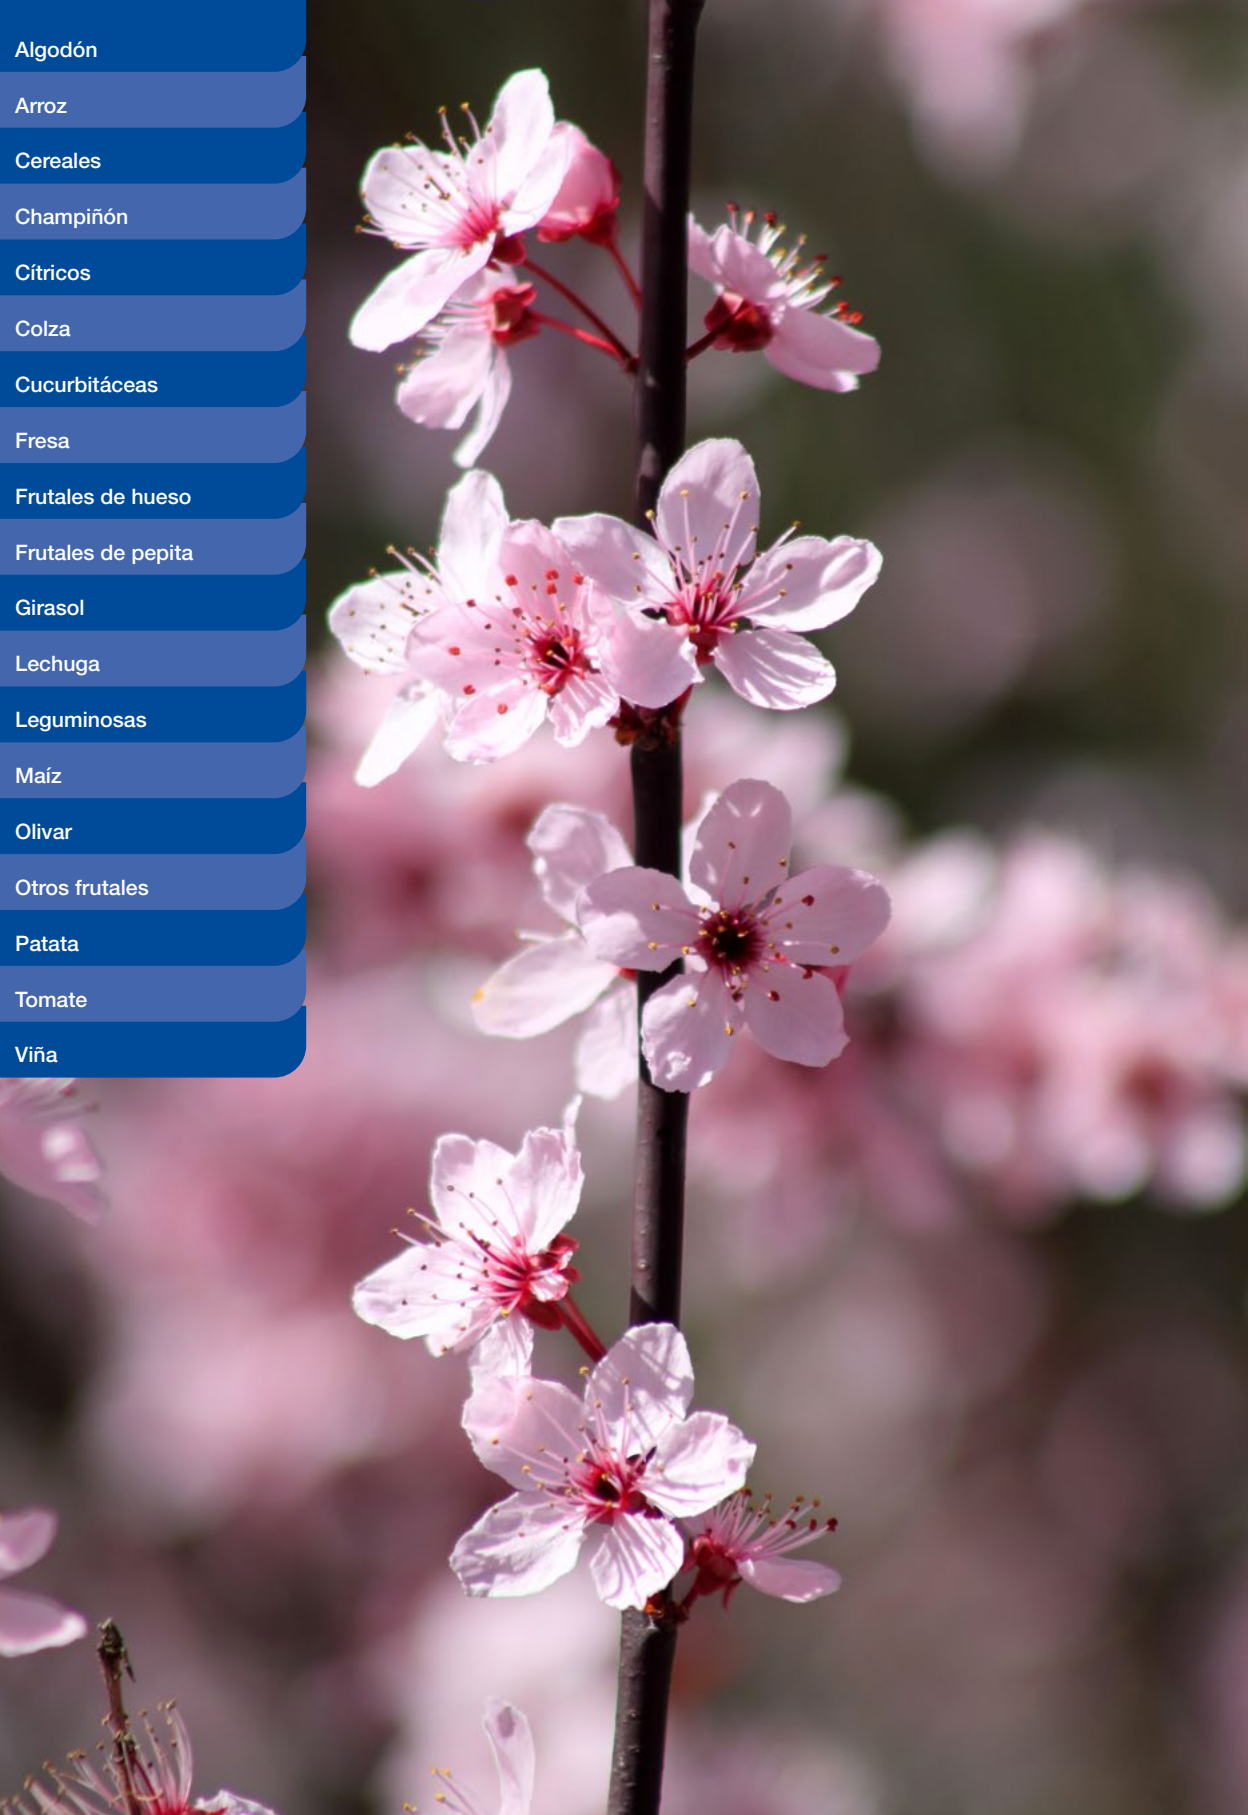 Algodón
Arroz
Cereales
Champiñón
Cítricos
Colza
Cucurbitáceas
Fresa
Frutales de hueso
Frutales de pepita
Girasol
Lechuga
Leguminosas
Maíz
Olivar
Otros frutales
Patata
Tomate
Viña